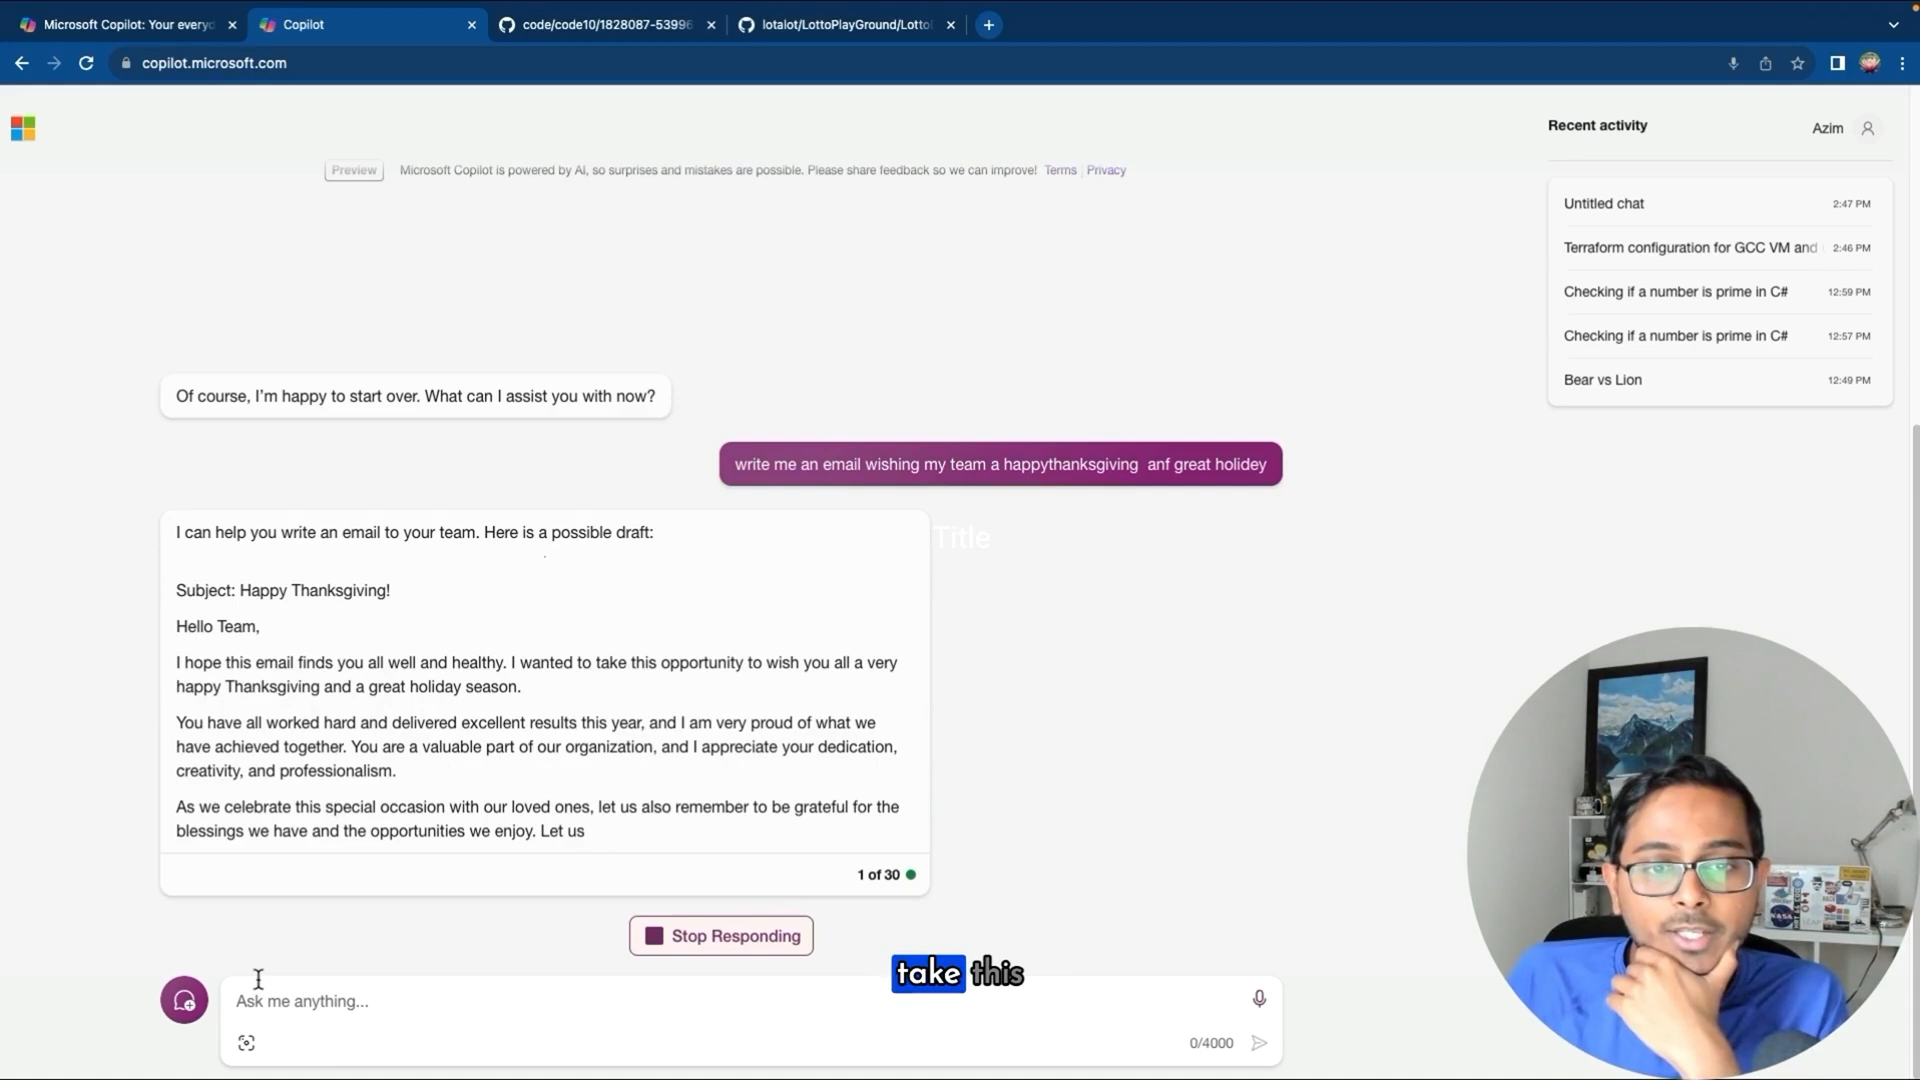 Microsoft Copilot: Your everyd
Copilot
code/code10/1828087-53996
lotalot/LottoPlayGround/Lotto
copilot.microsoft.com
Recent activity
Azim
Preview
Microsoft Copilot is powered by AI, so surprises and mistakes are possible. Please share feedback so we can improve! Terms Privacy
Untitled chat 2:47 PM
Terraform configuration for GCC VM and 2:46 PM
Checking if a number is prime in C# 12:59 PM
Checking if a number is prime in C# 12:57 PM
Bear vs Lion 12:49 PM
Of course, I'm happy to start over. What can I assist you with now?
write me an email wishing my team a happythanksgiving anf great holidey
I can help you write an email to your team. Here is a possible draft:
Title
Subject: Happy Thanksgiving!
Hello Team,
I hope this email finds you all well and healthy. I wanted to take this opportunity to wish you all a very
happy Thanksgiving and a great holiday season.
You have all worked hard and delivered excellent results this year, and I am very proud of what we
have achieved together. You are a valuable part of our organization, and I appreciate your dedication,
creativity, and professionalism.
As we celebrate this special occasion with our loved ones, let us also remember to be grateful for the
blessings we have and the opportunities we enjoy. Let us
1 of 30
Stop Responding
take this
Ask me anything...
0/4000
NASA